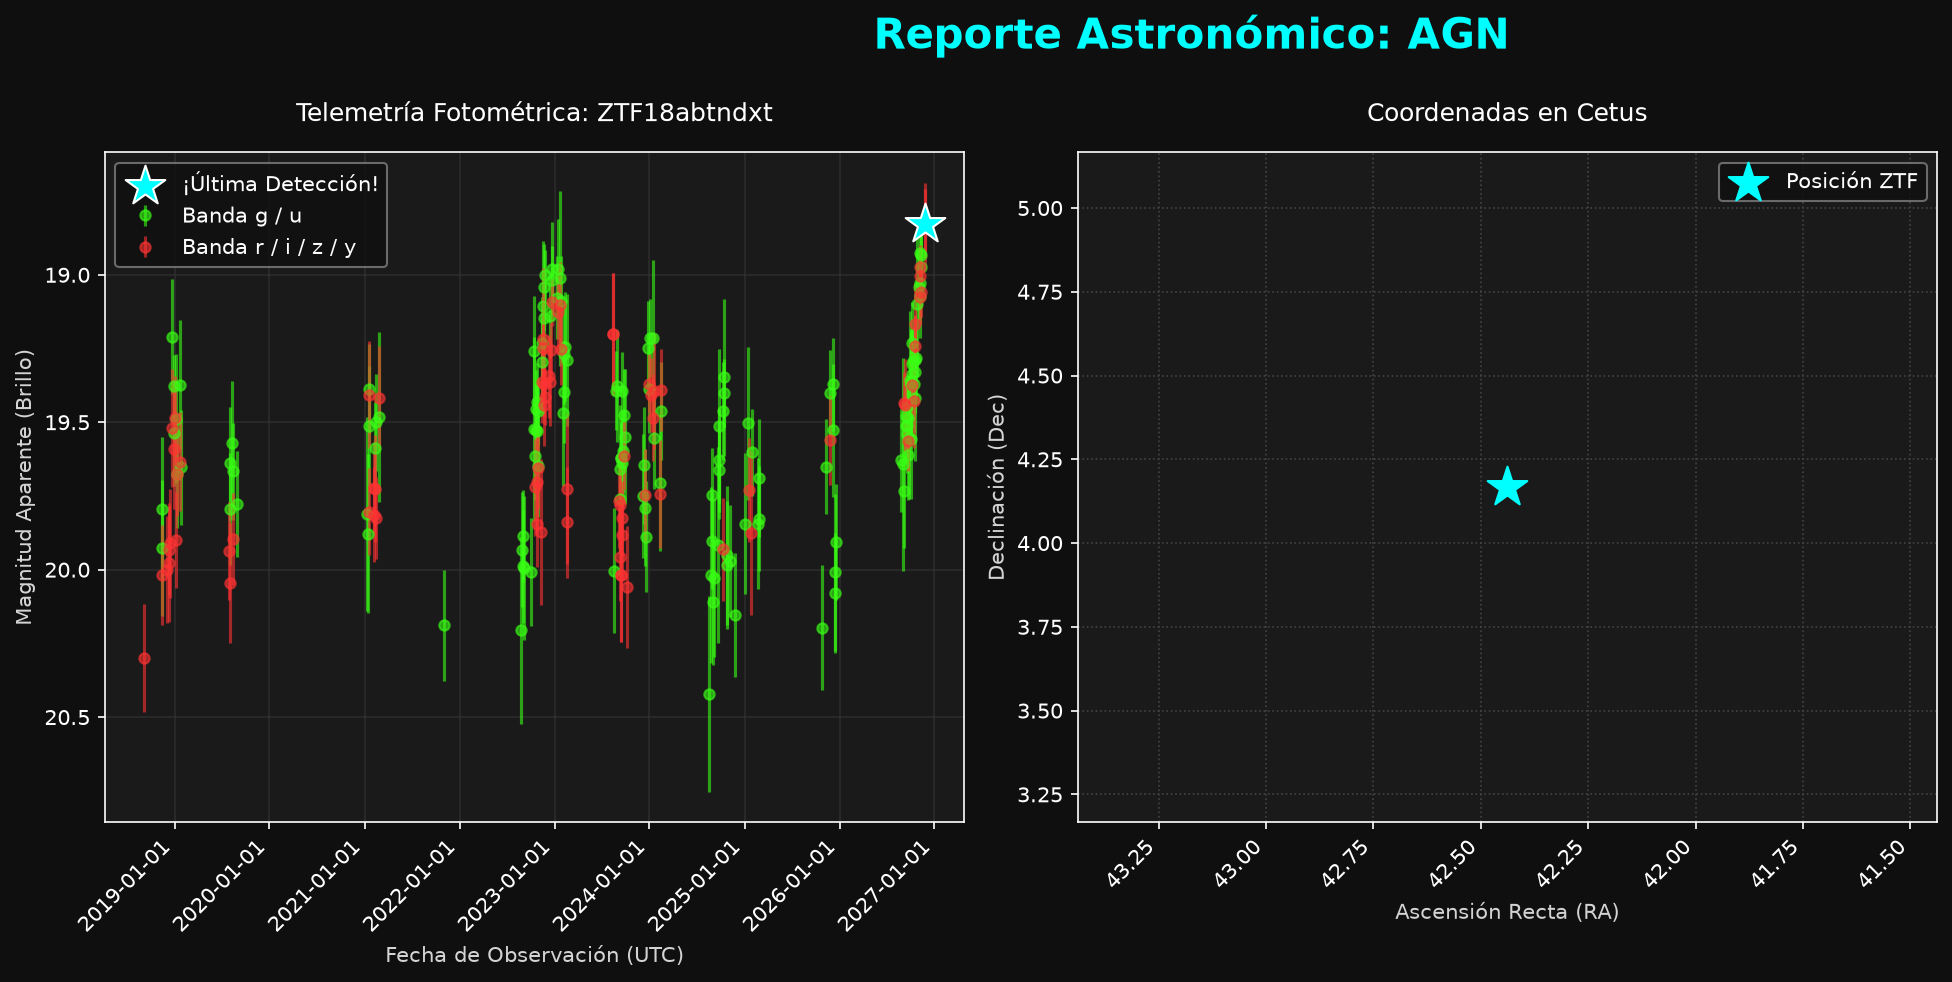 Reporte Astronómico: AGN
Telemetría Fotométrica: ZTF18abtndxt
¡Última Detección!
Banda g / u
Banda r / i / z / y
Magnitud Aparente (Brillo)
19.0
19.5
20.0
20.5
2019-01-01
2020-01-01
2021-01-01
2022-01-01
2023-01-01
2024-01-01
2025-01-01
2026-01-01
2027-01-01
Fecha de Observación (UTC)
Coordenadas en Cetus
Posición ZTF
Declinación (Dec)
5.00
4.75
4.50
4.25
4.00
3.75
3.50
3.25
43.25
43.00
42.75
42.50
42.25
42.00
41.75
41.50
Ascensión Recta (RA)